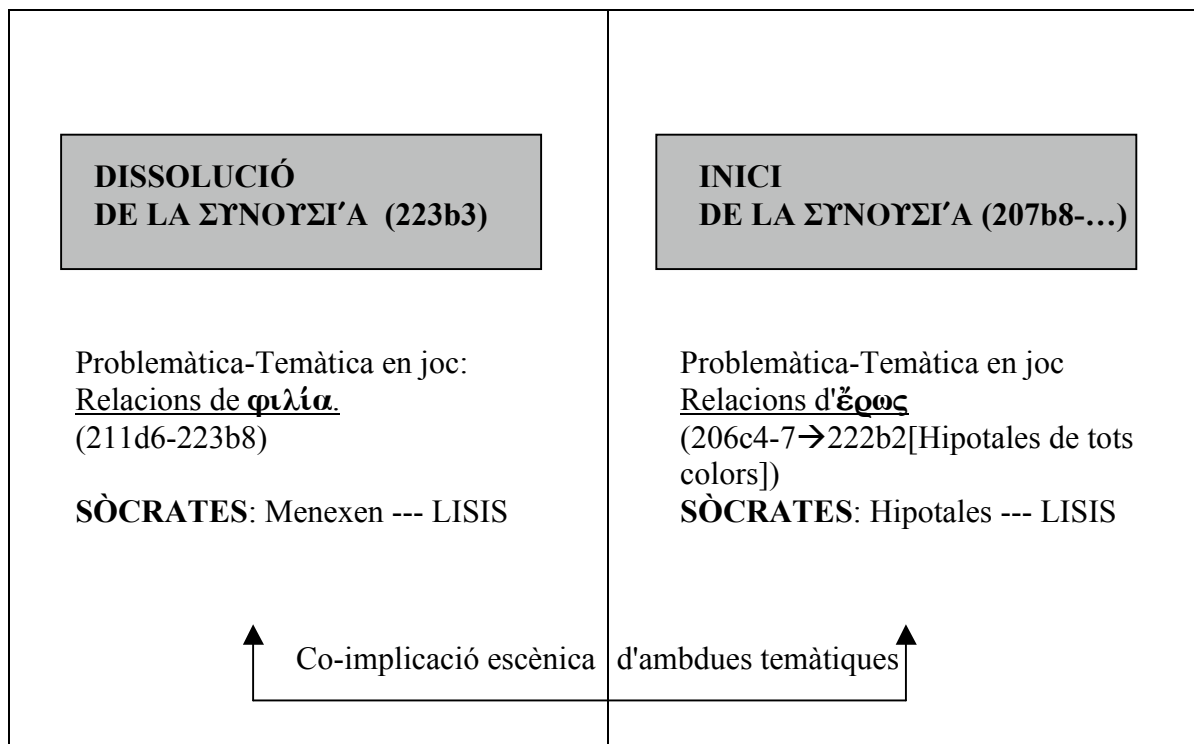 DISSOLUCIÓ
DE LA ΣΥΝΟΥΣΙ΄Α (223b3)
Problemàtica-Temàtica en joc:
Relacions de φιλία.
(211d6-223b8)
SÒCRATES: Menexen --- LISIS
INICI
DE LA ΣΥΝΟΥΣΙ΄Α (207b8-…)
Problemàtica-Temàtica en joc
Relacions d'ἔρως
(206c4-7→222b2[Hipotales de tots
colors])
SÒCRATES: Hipotales --- LISIS
Co-implicació escènica d'ambdues temàtiques